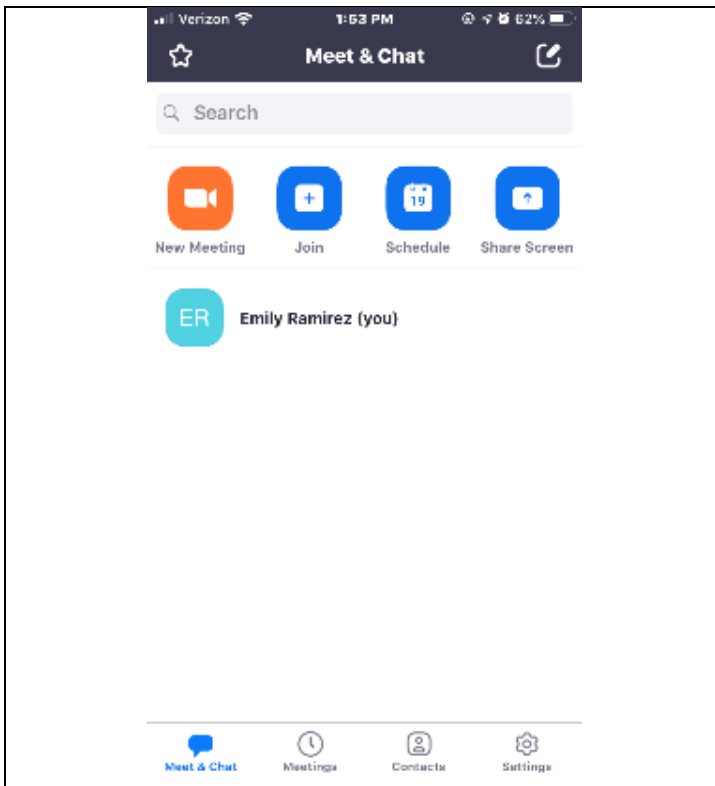 Verizon 1:53 PM 62%
Meet & Chat
Search
19
New Meeting Join Schedule Share Screen
ER Emily Ramirez (you)
Meet & Chat Meetings Contacts Settings